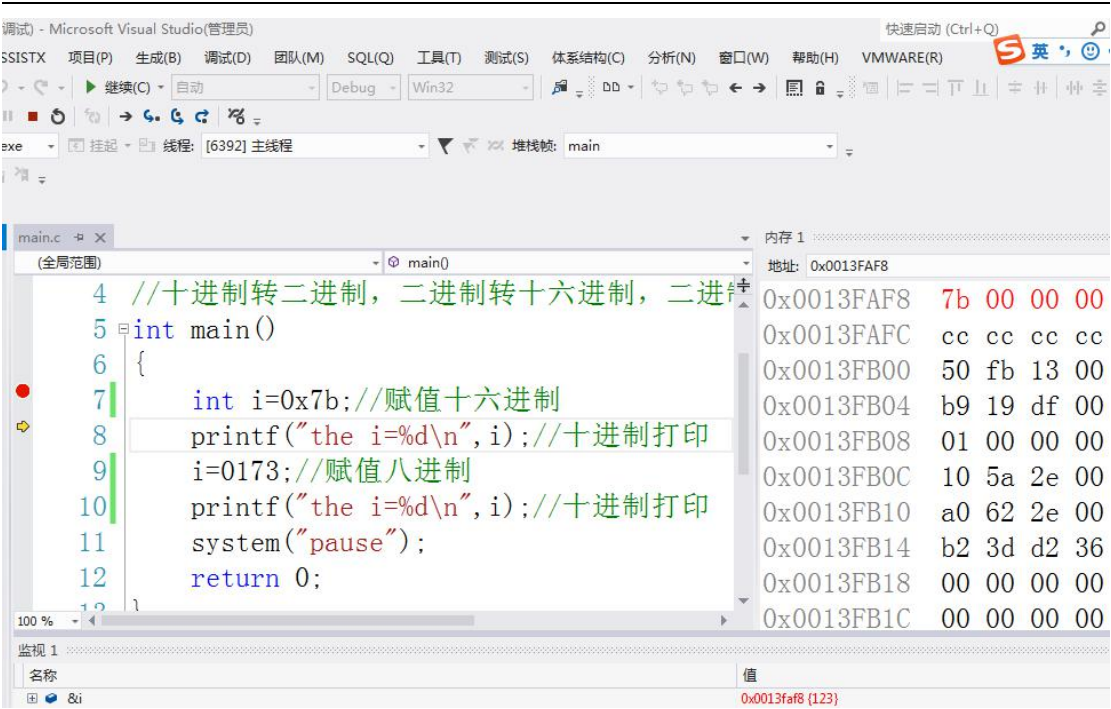 调试) - Microsoft Visual Studio(管理员)
快速启动 (Ctrl+Q)
SSISTX 项目(P) 生成(B) 调试(D) 团队(M) SQL(Q) 工具(T) 测试(S) 体系结构(C) 分析(N) 窗口(W) 帮助(H) VMWARE(R)
英
继续(C) 自动 Debug Win32
exe 挂起 线程: [6392] 主线程 堆栈帧: main
main.c
(全局范围) main()
4 //十进制转二进制, 二进制转十六进制, 二进制
5 int main()
6 {
7 int i=0x7b;//赋值十六进制
8 printf("the i=%d\n",i);//十进制打印
9 i=0173;//赋值八进制
10 printf("the i=%d\n",i);//十进制打印
11 system("pause");
12 return 0;
13 }
100 %
内存 1
地址: 0x0013FAF8
0x0013FAF8 7b 00 00 00
0x0013FAFC cc cc cc cc
0x0013FB00 50 fb 13 00
0x0013FB04 b9 19 df 00
0x0013FB08 01 00 00 00
0x0013FB0C 10 5a 2e 00
0x0013FB10 a0 62 2e 00
0x0013FB14 b2 3d d2 36
0x0013FB18 00 00 00 00
0x0013FB1C 00 00 00 00
监视 1
名称 值
&i 0x0013faf8 {123}